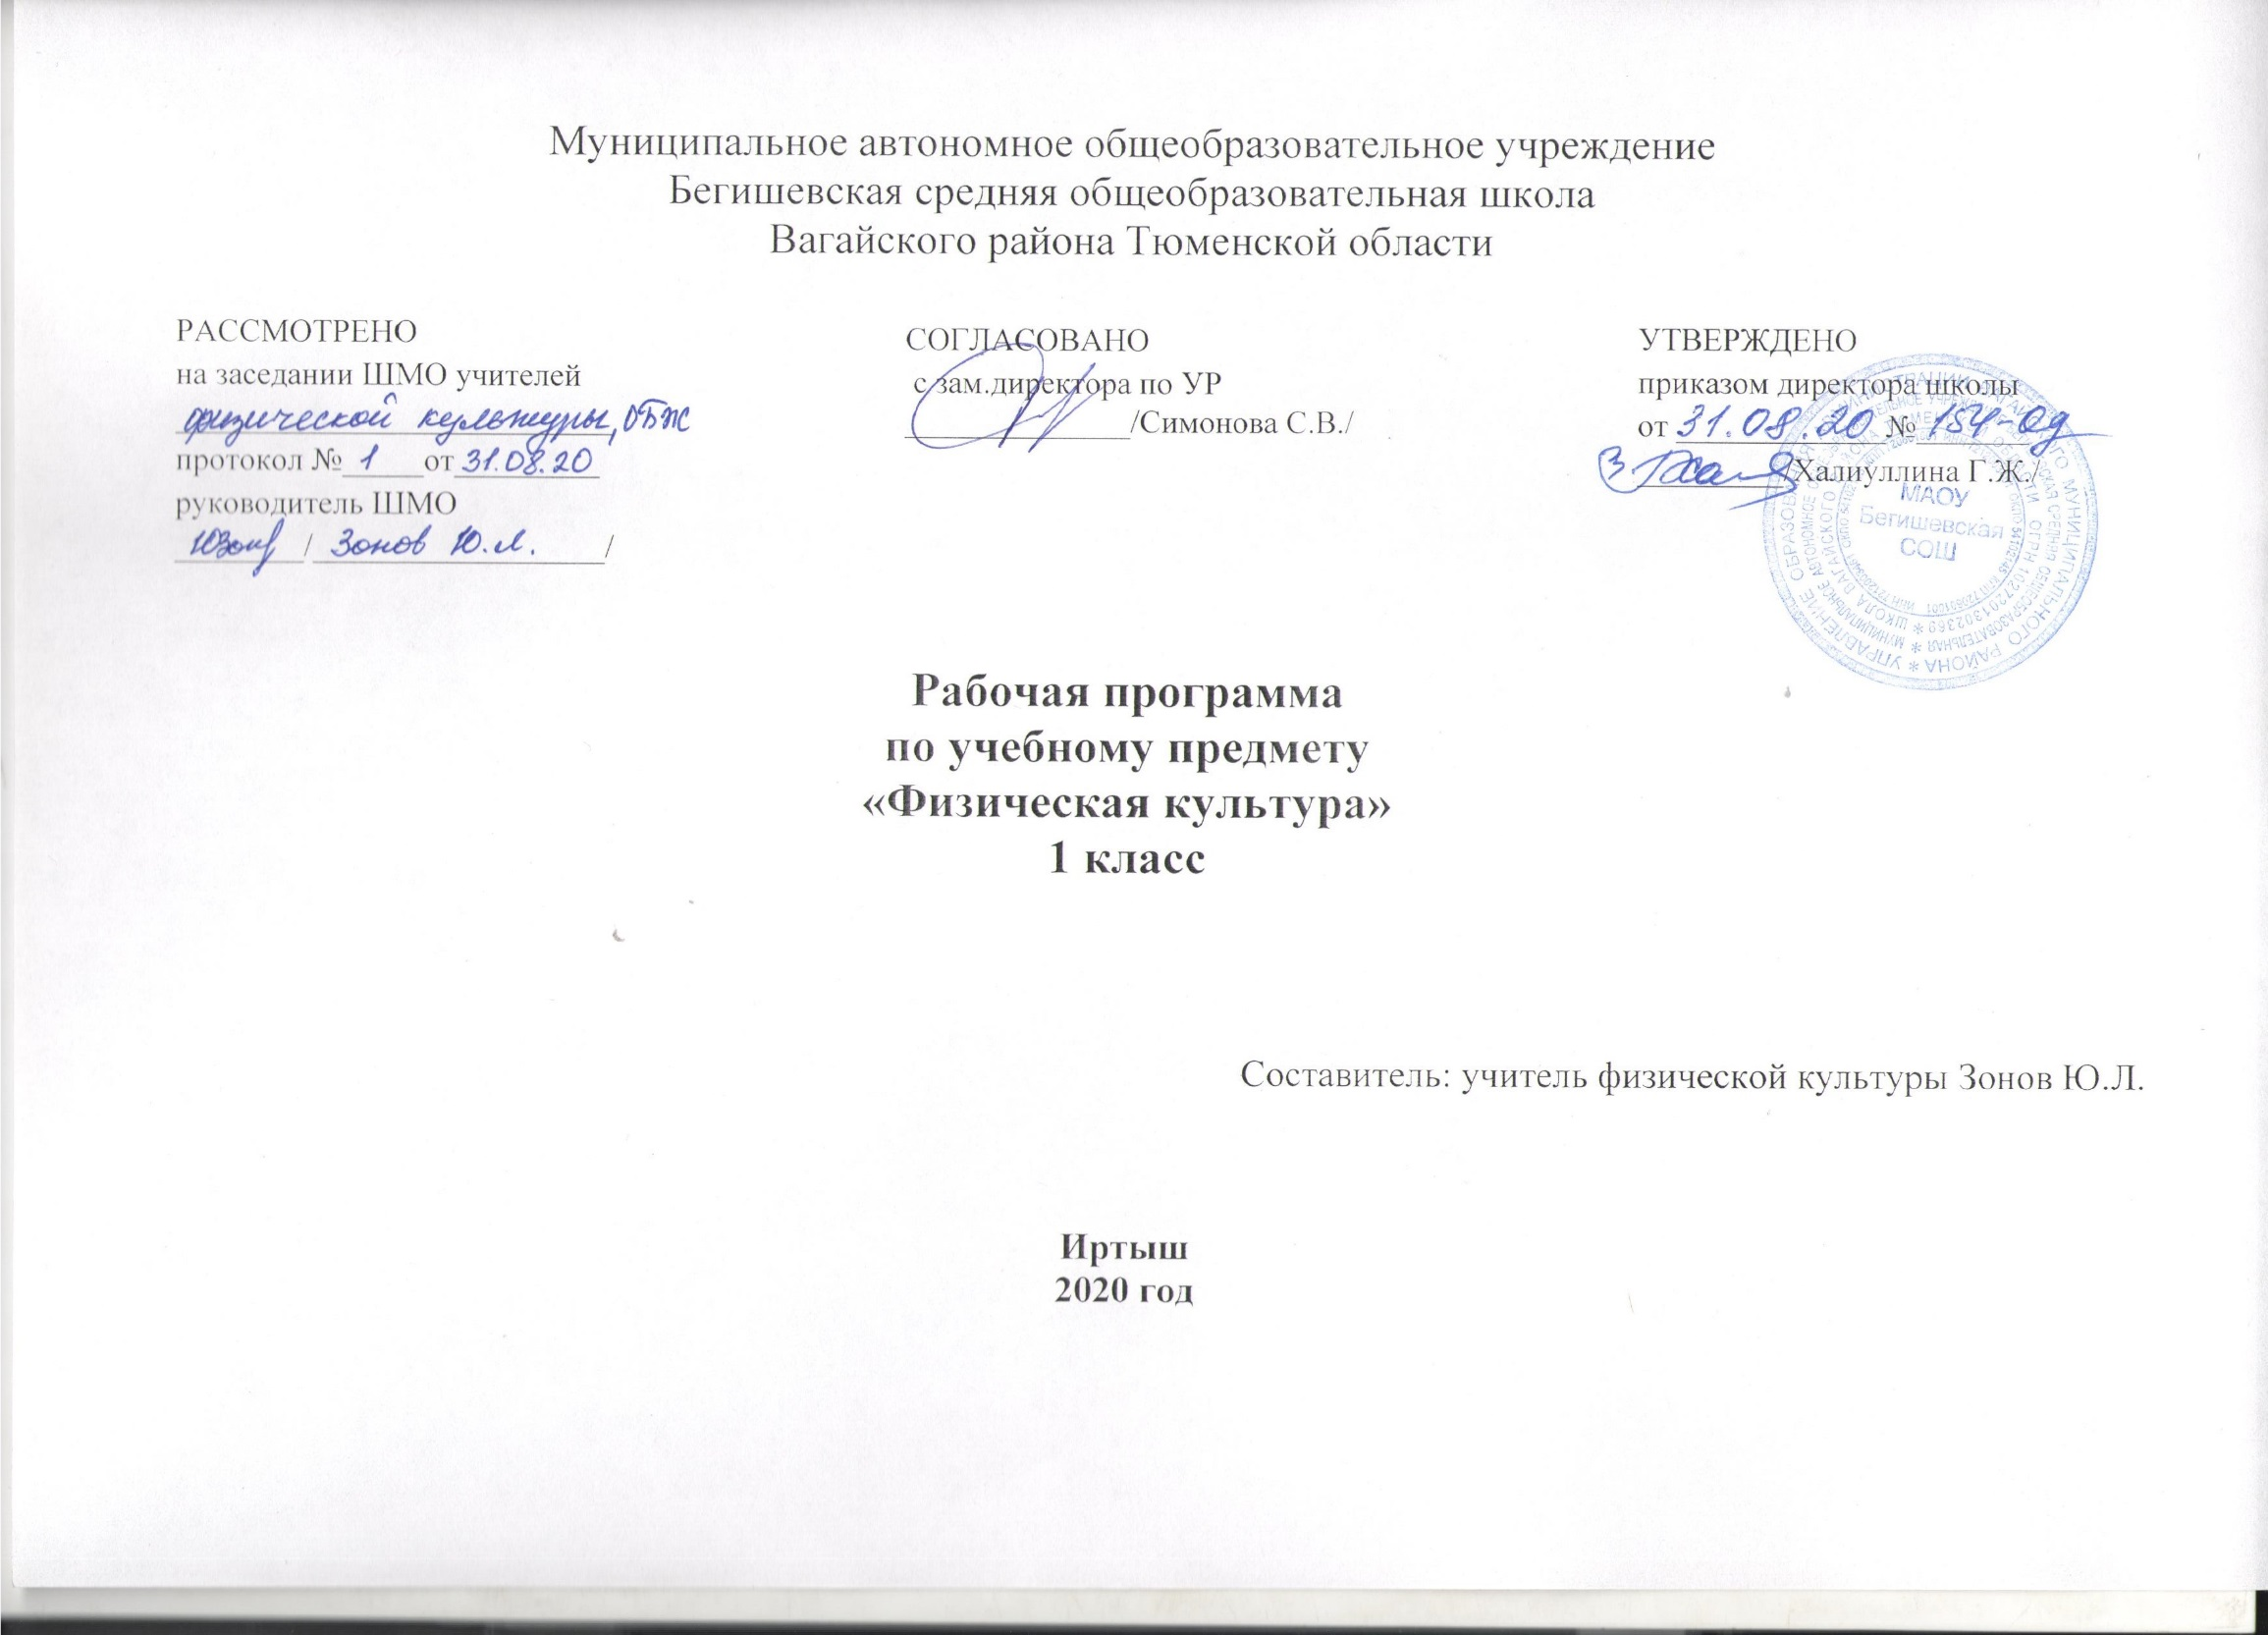 Муниципальное автономное общеобразовательное учреждение
Бегишевская средняя общеобразовательная школа
Вагайского района Тюменской области
РАССМОТРЕНО
на заседании ШМО учителей
физической культуры, ОБЖ
протокол № 1 от 31.08.20
руководитель ШМО
/ Зонов Ю.Л. /
СОГЛАСОВАНО
с зам.директора по УР
/Симонова С.В./
УТВЕРЖДЕНО
приказом директора школы
от 31.08.20 № 154-од
/Халиуллина Г.Ж./
МАОУ
Бегишевская
СОШ
Рабочая программа
по учебному предмету
«Физическая культура»
1 класс
Составитель: учитель физической культуры Зонов Ю.Л.
Иртыш
2020 год